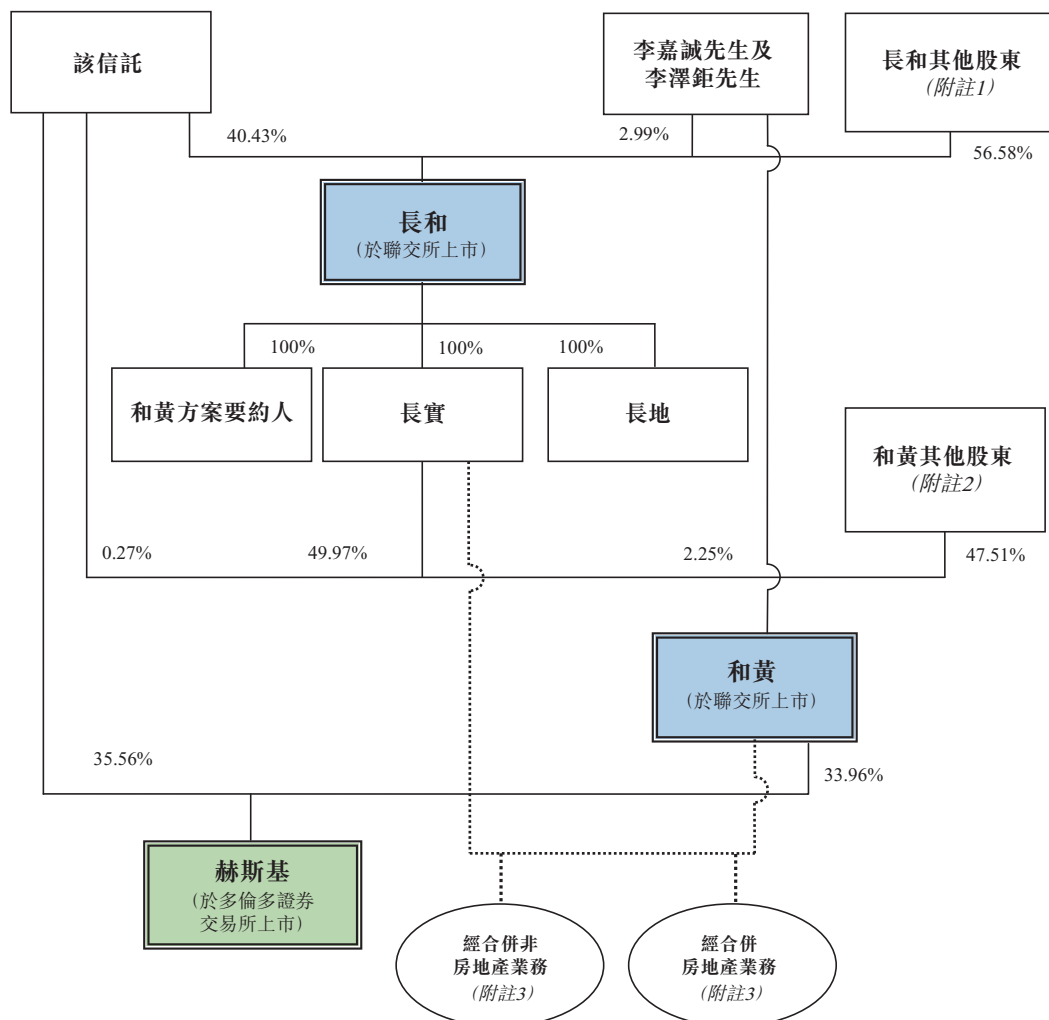 該信託
李嘉誠先生及
李澤鉅先生
長和其他股東
(附註1)
40.43%
2.99%
56.58%
長和
(於聯交所上市)
100%
100%
100%
和黃方案要約人
長實
長地
和黃其他股東
(附註2)
0.27%
49.97%
2.25%
47.51%
和黃
(於聯交所上市)
35.56%
33.96%
赫斯基
(於多倫多證券
交易所上市)
經合併非
房地產業務
(附註3)
經合併
房地產業務
(附註3)